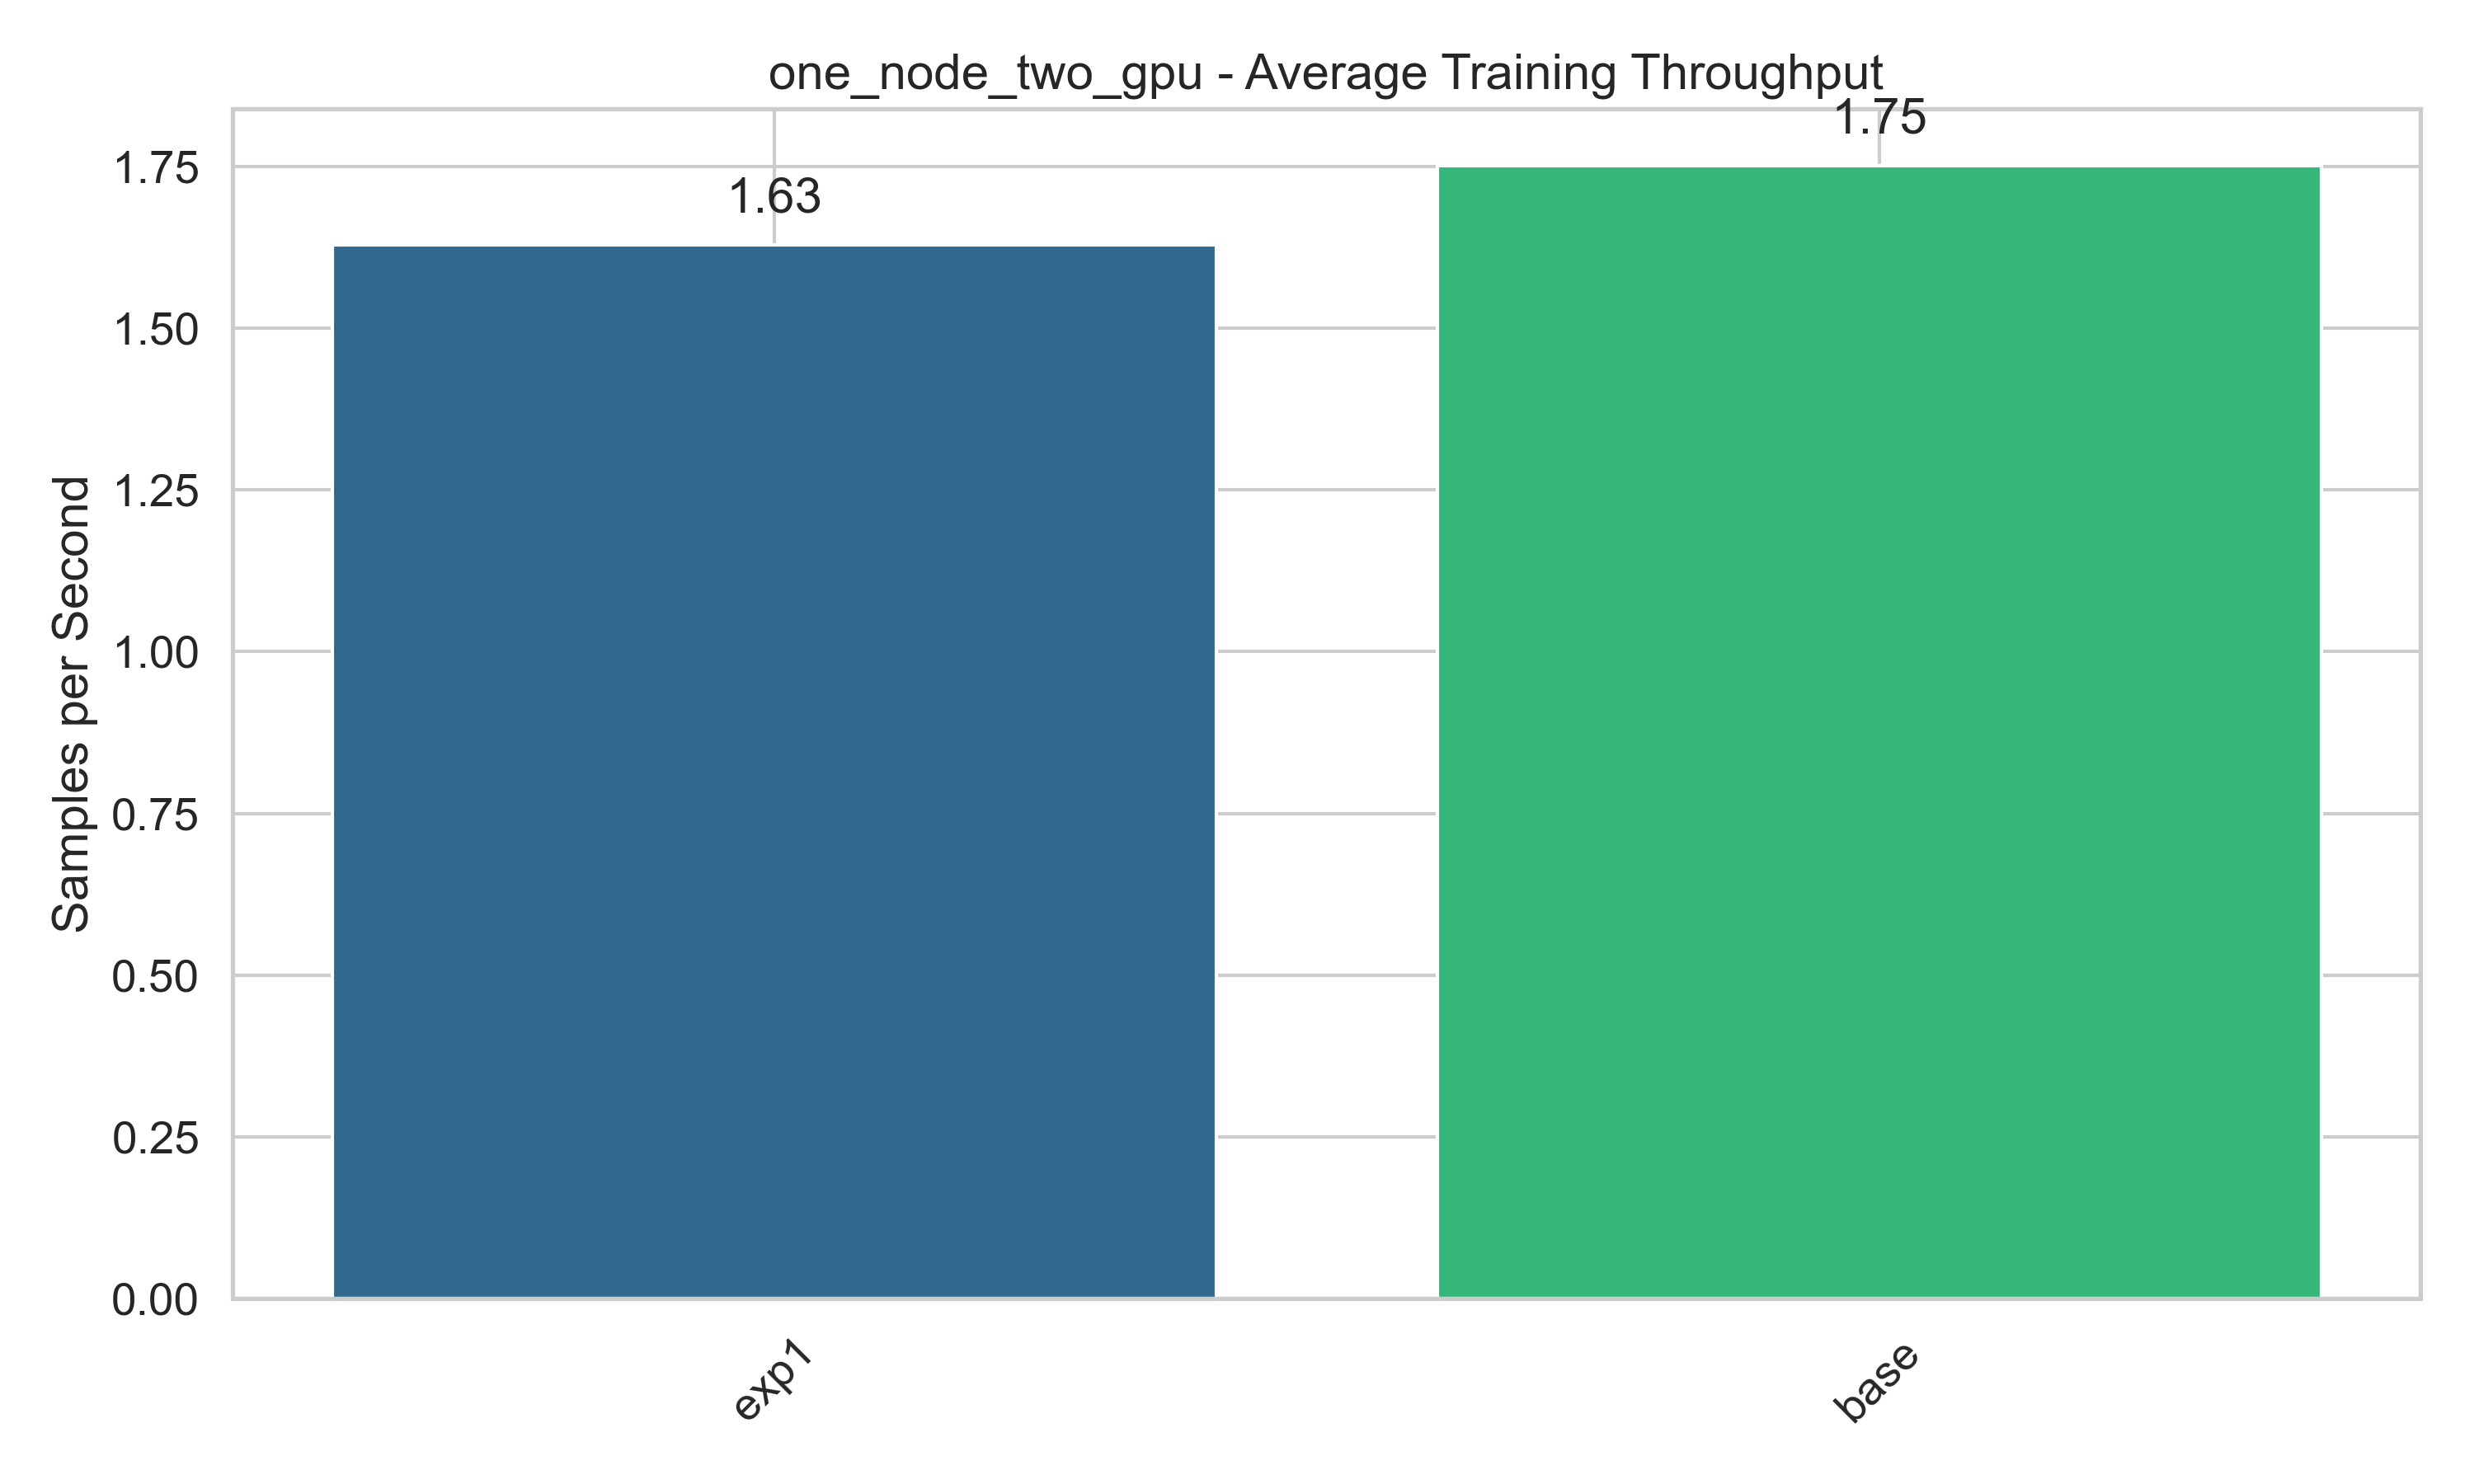 one_node_two_gpu - Average Training Throughput
1.75
1.63
1.75
1.50
1.25
1.00
0.75
0.50
0.25
0.00
Samples per Second
exp1
base